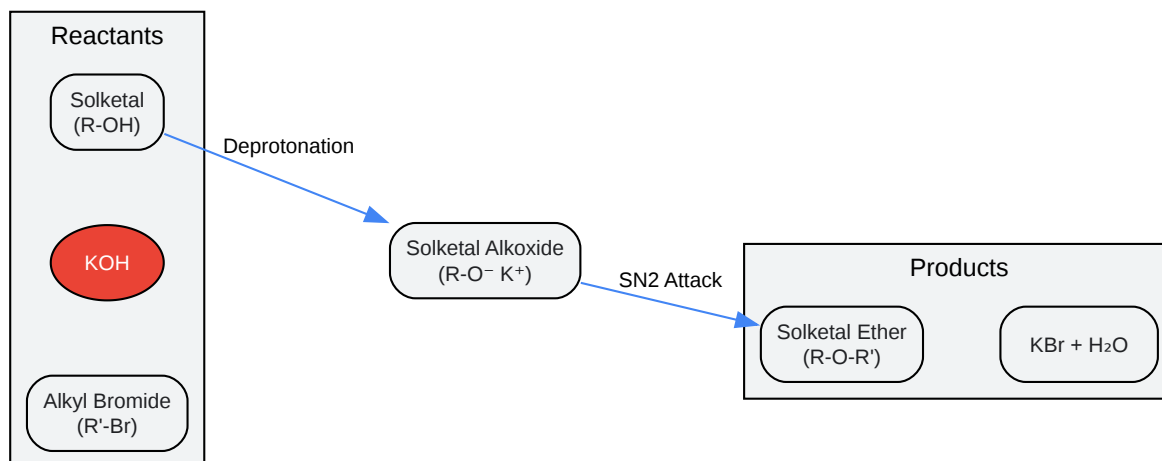 Reactants
Solketal
(R-OH)
Deprotonation
KOH
Solketal Alkoxide
(R-O⁻ K⁺)
SN2 Attack
Products
Solketal Ether
(R-O-R')
KBr + H₂O
Alkyl Bromide
(R'-Br)